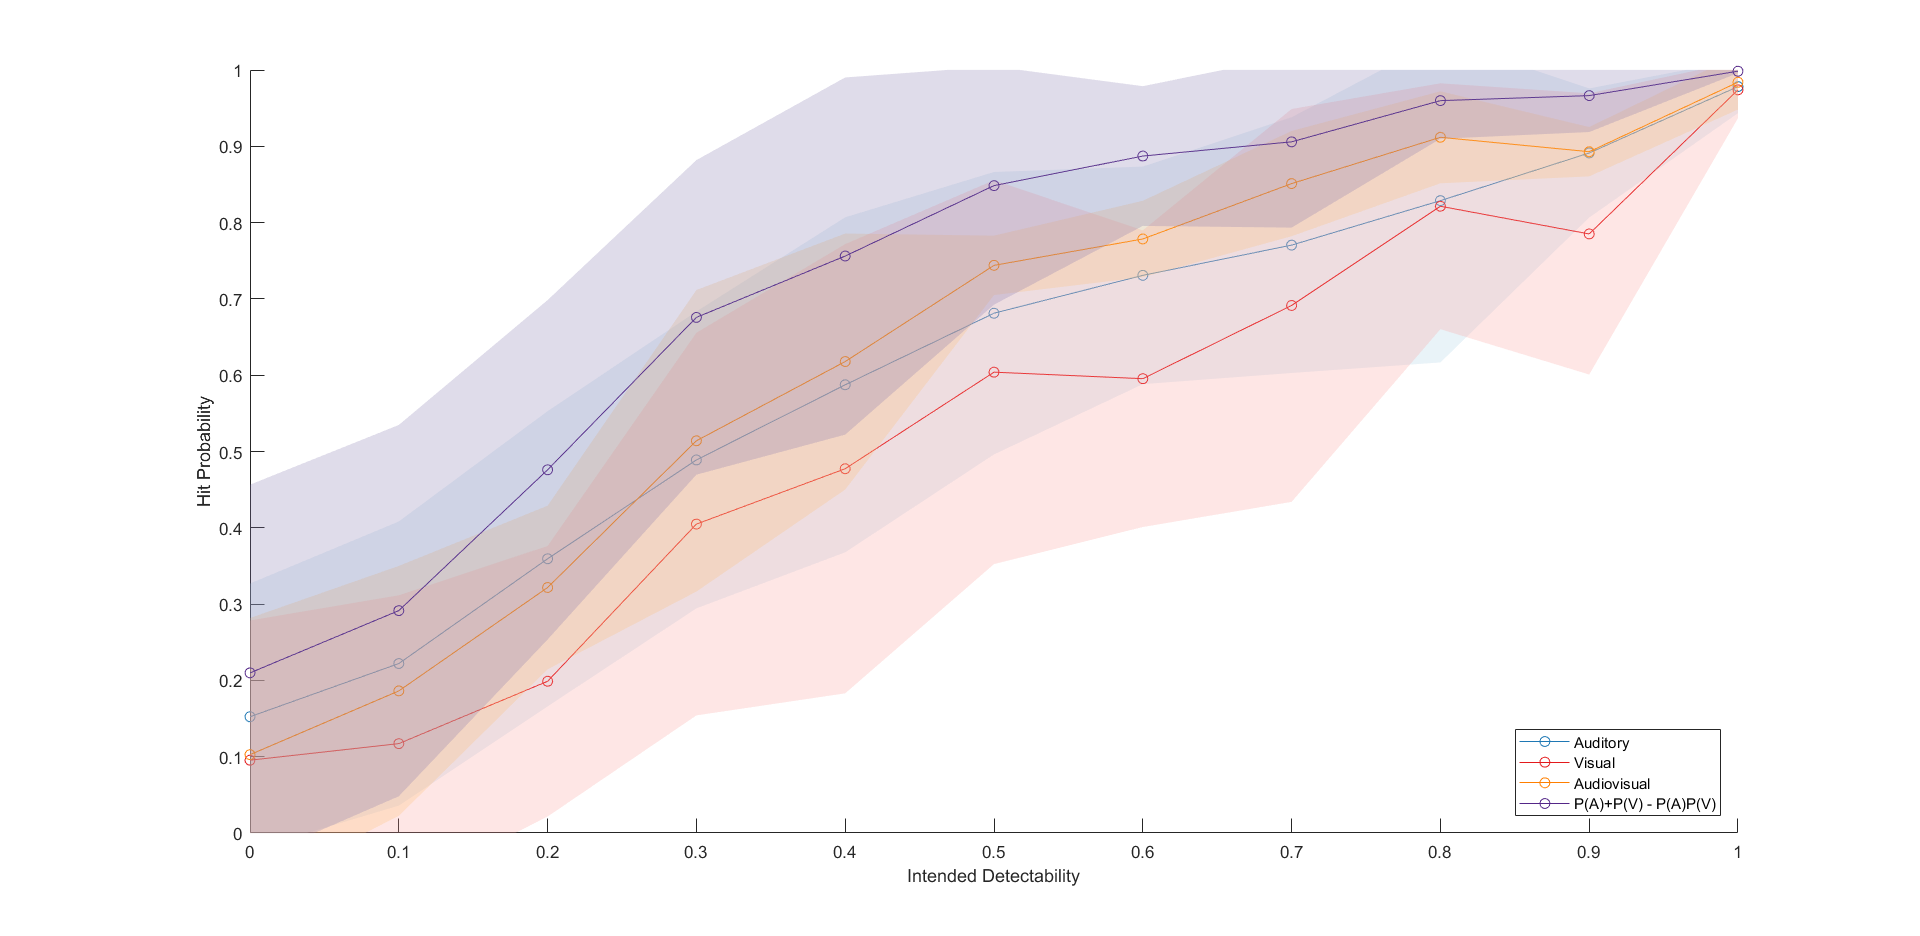 1
0.9
0.8
0.7
0.6
0.5
0.4
0.3
0.2
0.1
0
Hit Probability
0 0.1 0.2 0.3 0.4 0.5 0.6 0.7 0.8 0.9 1
Intended Detectability
Auditory
Visual
Audiovisual
P(A)+P(V) - P(A)P(V)